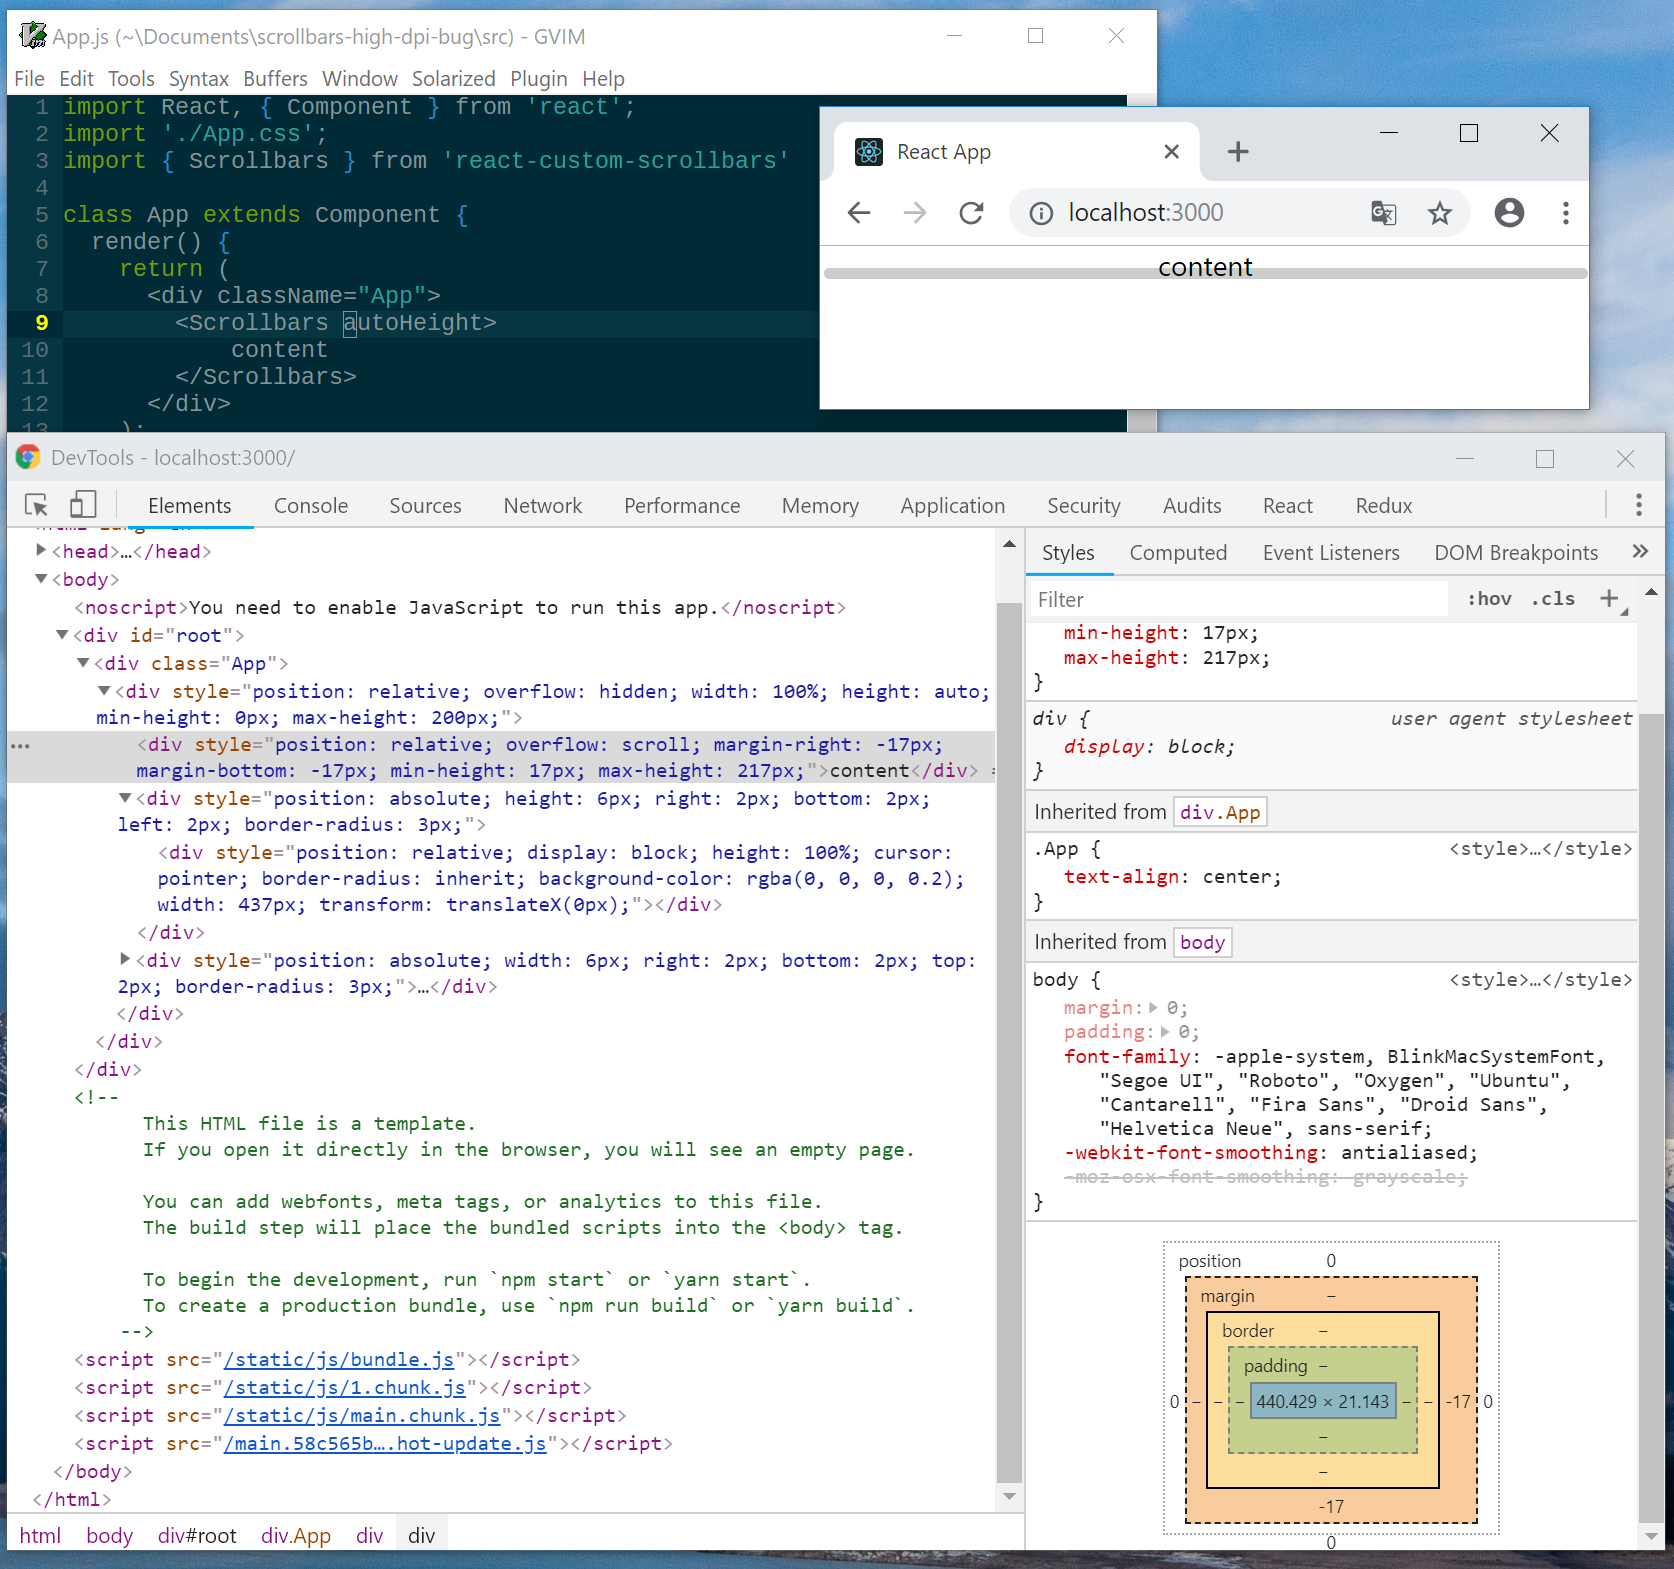 App.js (~\Documents\scrollbars-high-dpi-bug\src) - GVIM
File Edit Tools Syntax Buffers Window Solarized Plugin Help
1 import React, { Component } from 'react';
2 import './App.css';
3 import { Scrollbars } from 'react-custom-scrollbars'
4
5 class App extends Component {
6 render() {
7 return (
8 <div className="App">
9 <Scrollbars autoHeight>
10 content
11 </Scrollbars>
12 </div>
13 );
React App
localhost:3000
content
DevTools - localhost:3000/
Elements Console Sources Network Performance Memory Application Security Audits React Redux
<head>…</head>
<body>
<noscript>You need to enable JavaScript to run this app.</noscript>
<div id="root">
<div class="App">
<div style="position: relative; overflow: hidden; width: 100%; height: auto;
min-height: 0px; max-height: 200px;">
<div style="position: relative; overflow: scroll; margin-right: -17px;
margin-bottom: -17px; min-height: 17px; max-height: 217px;">content</div> =
<div style="position: absolute; height: 6px; right: 2px; bottom: 2px;
left: 2px; border-radius: 3px;">
<div style="position: relative; display: block; height: 100%; cursor:
pointer; border-radius: inherit; background-color: rgba(0, 0, 0, 0.2);
width: 437px; transform: translateX(0px);"></div>
</div>
<div style="position: absolute; width: 6px; right: 2px; bottom: 2px; top:
2px; border-radius: 3px;">…</div>
</div>
</div>
</div>
<!--
This HTML file is a template.
If you open it directly in the browser, you will see an empty page.
You can add webfonts, meta tags, or analytics to this file.
The build step will place the bundled scripts into the <body> tag.
To begin the development, run `npm start` or `yarn start`.
To create a production bundle, use `npm run build` or `yarn build`.
-->
<script src="/static/js/bundle.js"></script>
<script src="/static/js/1.chunk.js"></script>
<script src="/static/js/main.chunk.js"></script>
<script src="/main.58c565b….hot-update.js"></script>
</body>
</html>
html body div#root div.App div div
Styles Computed Event Listeners DOM Breakpoints »
Filter :hov .cls +
min-height: 17px;
max-height: 217px;
}
div { user agent stylesheet
display: block;
}
Inherited from div.App
.App { <style>…</style>
text-align: center;
}
Inherited from body
body { <style>…</style>
margin: 0;
padding: 0;
font-family: -apple-system, BlinkMacSystemFont,
"Segoe UI", "Roboto", "Oxygen", "Ubuntu",
"Cantarell", "Fira Sans", "Droid Sans",
"Helvetica Neue", sans-serif;
-webkit-font-smoothing: antialiased;
-moz-osx-font-smoothing: grayscale;
}
position 0
margin –
border –
padding –
0 – – – 440.429 × 21.143 – – -17 0
–
–
-17
0